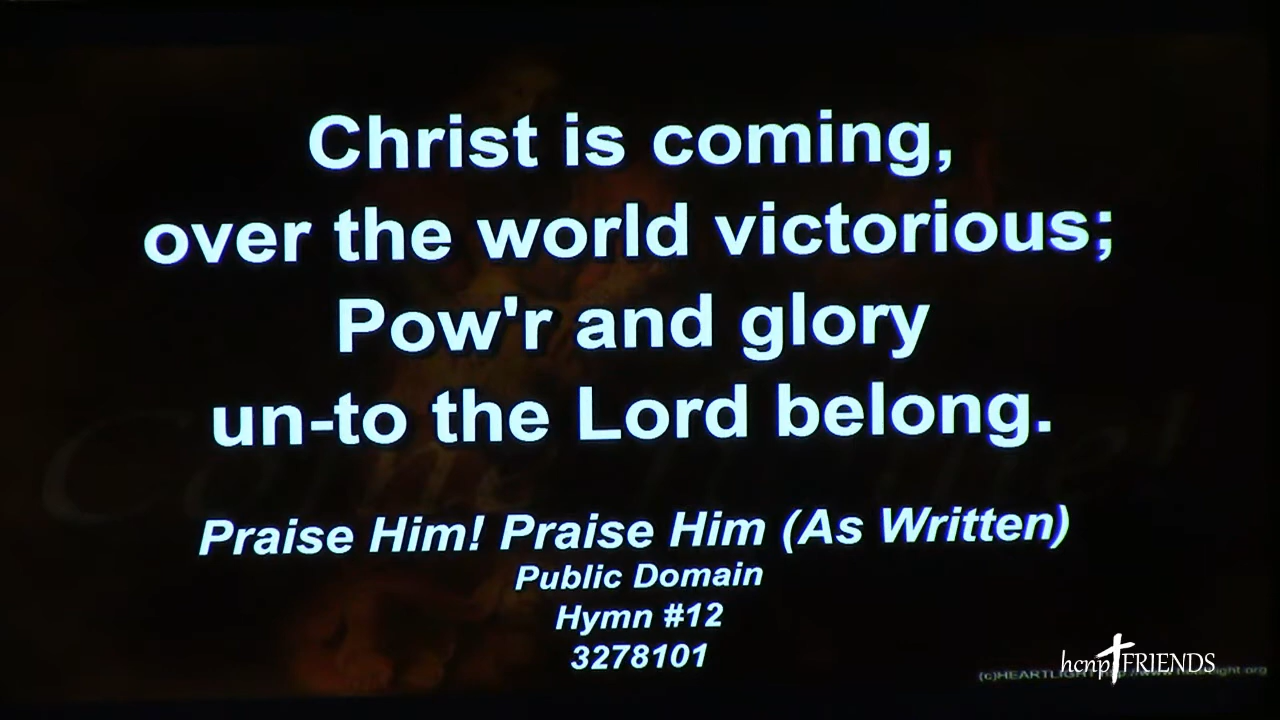 Christ is coming,
over the world victorious;
Pow'r and glory
un-to the Lord belong.
Praise Him! Praise Him (As Written)
Public Domain
Hymn #12
3278101
hcnp FRIENDS
(c)HEARTLIGHT